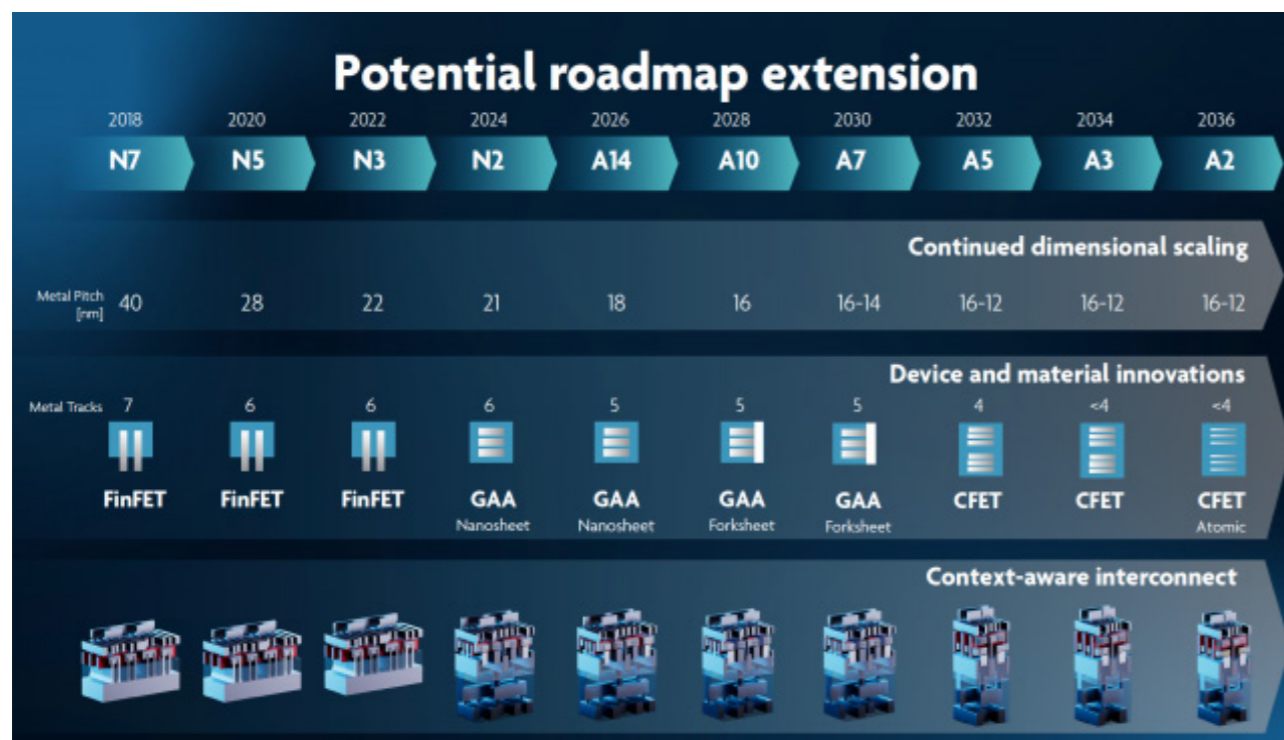 Potential roadmap extension
2018 2020 2022 2024 2026 2028 2030 2032 2034 2036
N7 N5 N3 N2 A14 A10 A7 A5 A3 A2
Continued dimensional scaling
Metal Pitch
[nm]
40 28 22 21 18 16 16-14 16-12 16-12 16-12
Device and material innovations
Metal Tracks 7 6 6 6 5 5 5 4 <4 <4
FinFET FinFET FinFET GAA GAA GAA GAA CFET CFET CFET
Nanosheet Nanosheet Forksheet Forksheet Atomic
Context-aware interconnect